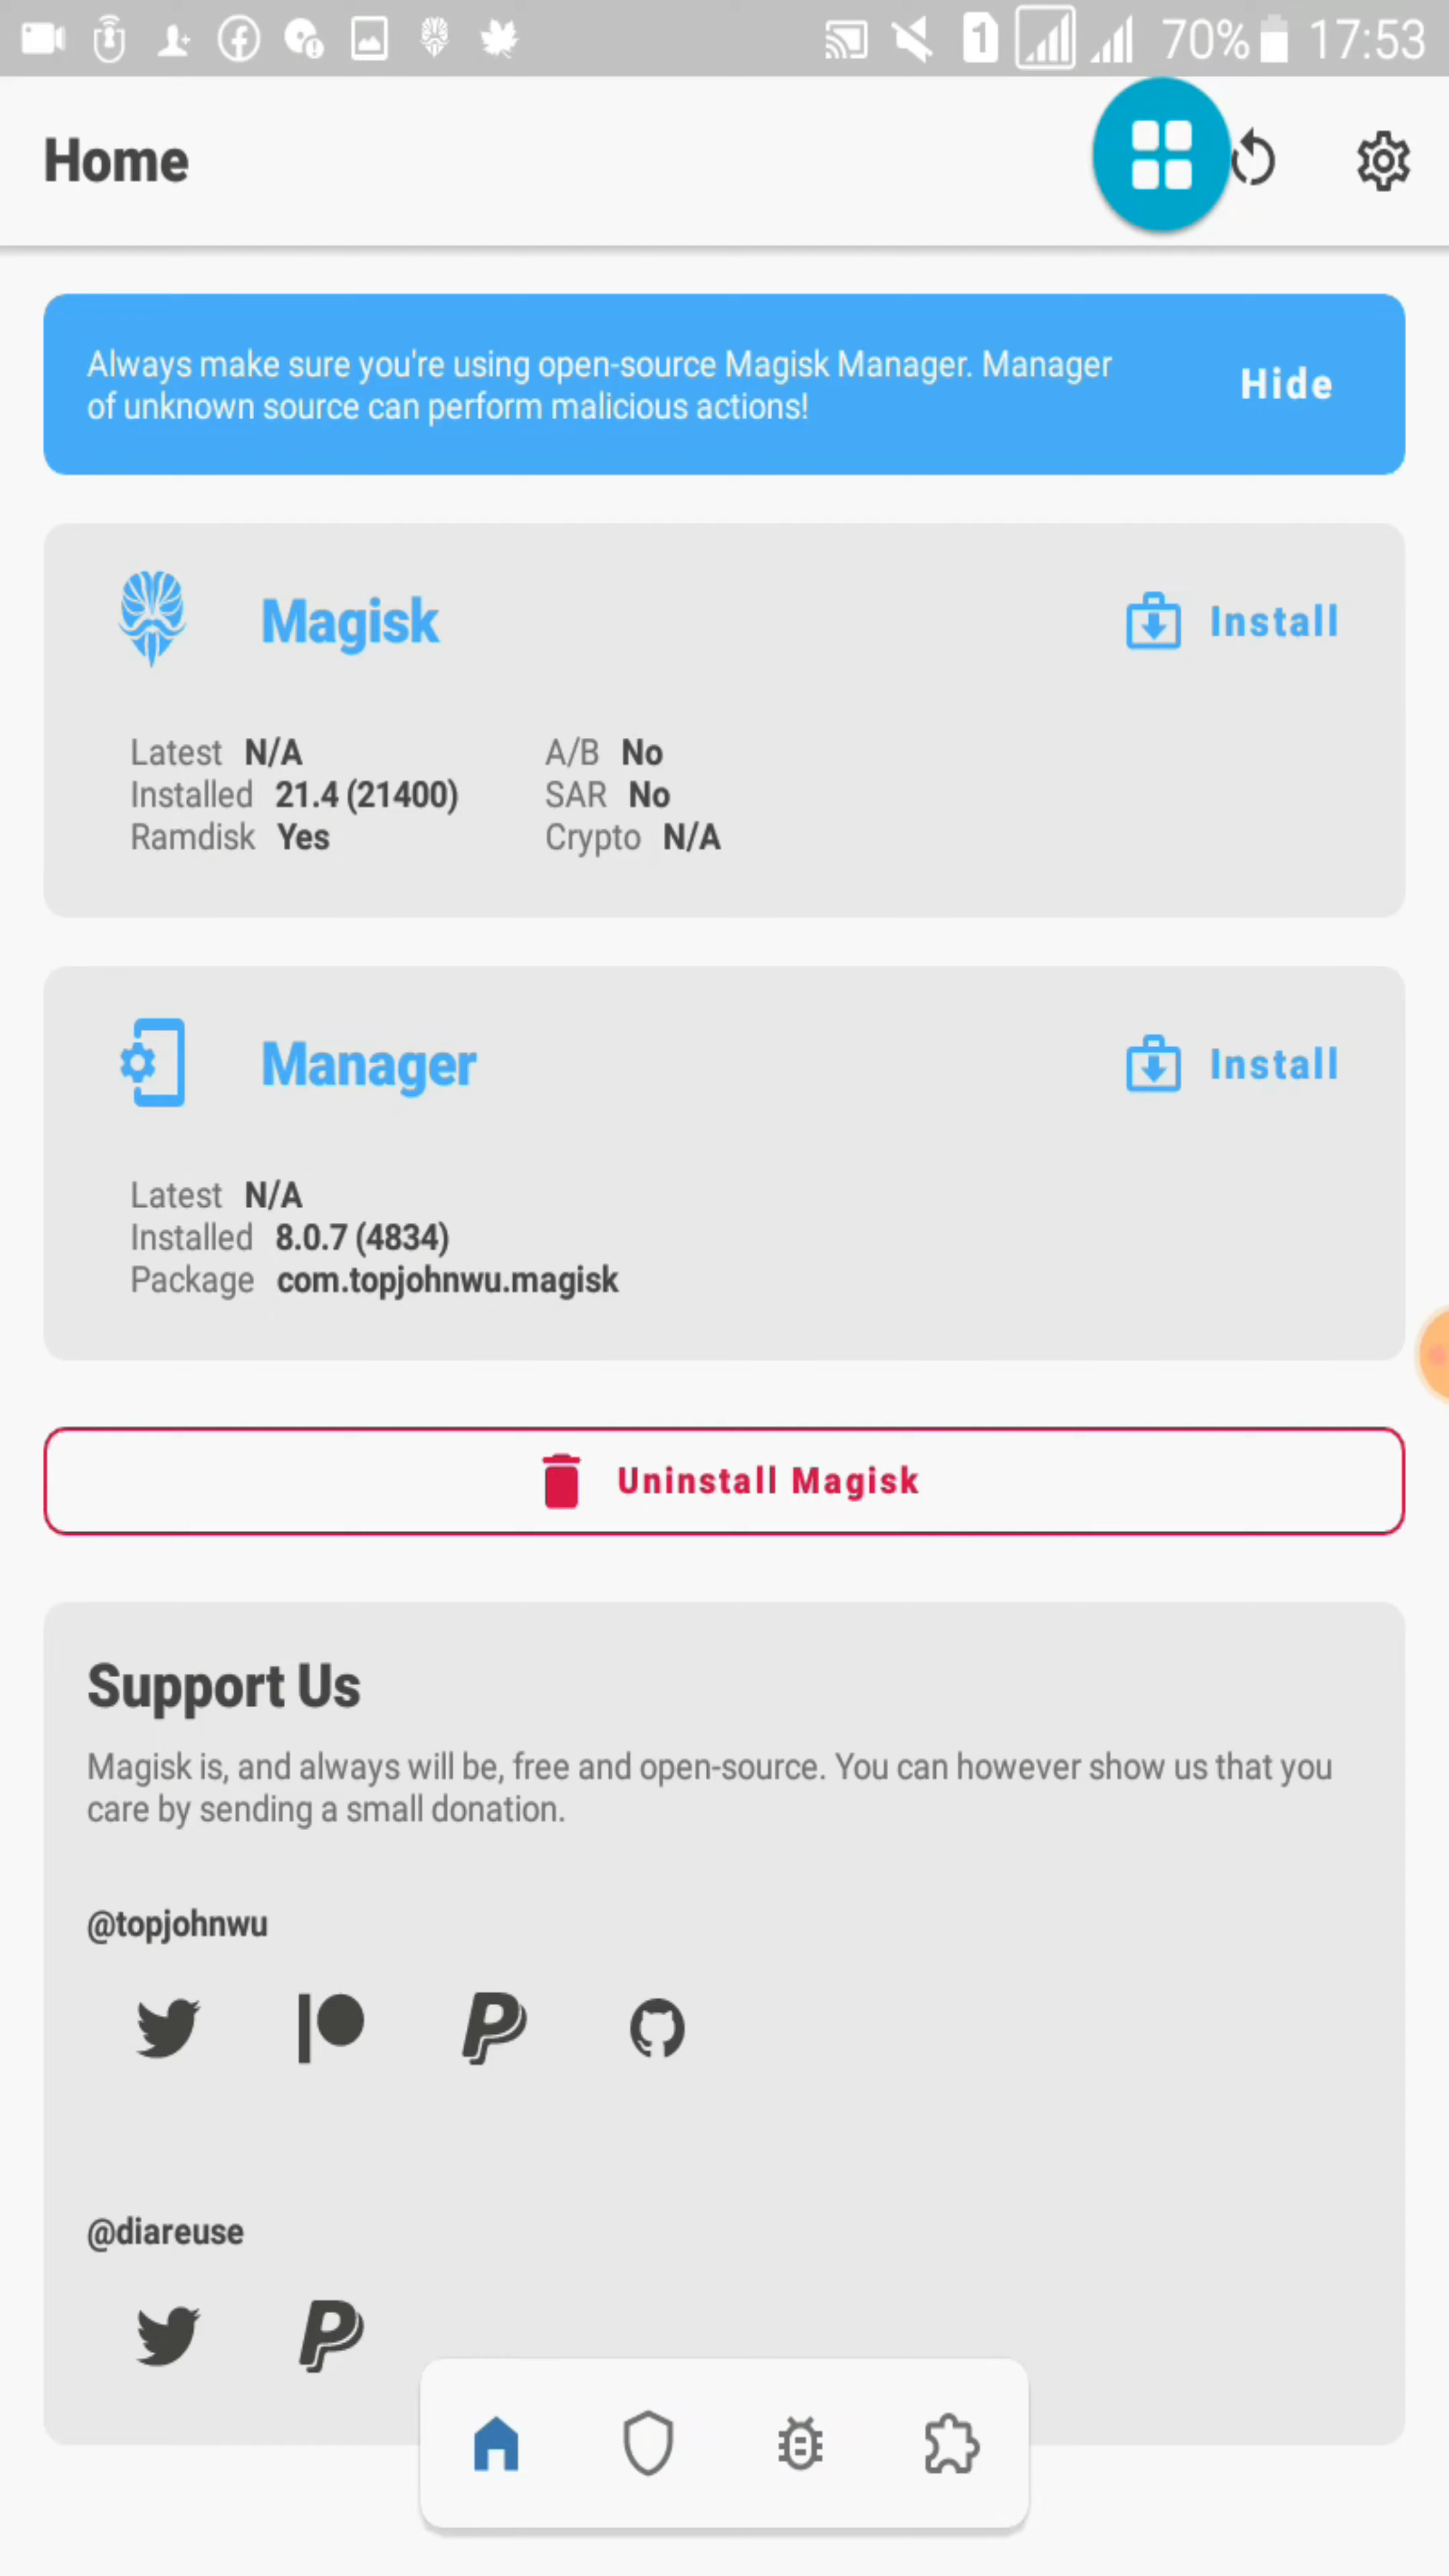 1 70% 17:53
Home
Always make sure you're using open-source Magisk Manager. Manager
of unknown source can perform malicious actions!
Hide
Magisk
Install
Latest N/A
A/B No
Installed 21.4 (21400)
SAR No
Ramdisk Yes
Crypto N/A
Manager
Install
Latest N/A
Installed 8.0.7 (4834)
Package com.topjohnwu.magisk
Uninstall Magisk
Support Us
Magisk is, and always will be, free and open-source. You can however show us that you
care by sending a small donation.
@topjohnwu
@diareuse